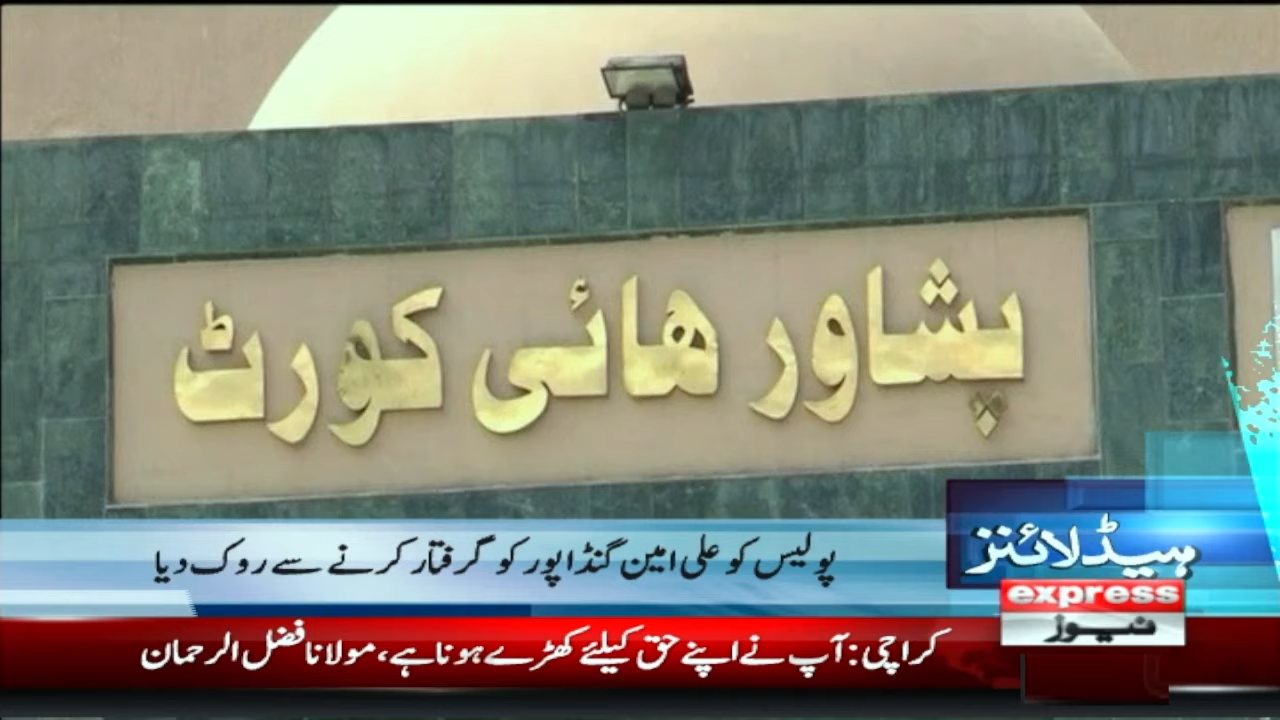 پشاور ھائی کورٹ
ہیڈلائنز
پولیس کو علی امین گنڈاپور کو گرفتار کرنے سے روک دیا
express
نیوز
کراچی: آپ نے اپنے حق کیلئے کھڑے ہونا ہے، مولانا فضل الرحمان